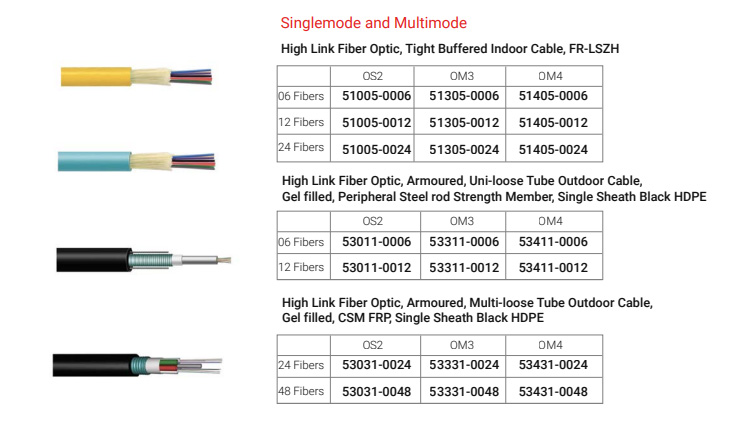 Singlemode and Multimode
High Link Fiber Optic, Tight Buffered Indoor Cable, FR-LSZH
OS2 OM3 OM4
06 Fibers 51005-0006 51305-0006 51405-0006
12 Fibers 51005-0012 51305-0012 51405-0012
24 Fibers 51005-0024 51305-0024 51405-0024
High Link Fiber Optic, Armoured, Uni-loose Tube Outdoor Cable,
Gel filled, Peripheral Steel rod Strength Member, Single Sheath Black HDPE
OS2 OM3 OM4
06 Fibers 53011-0006 53311-0006 53411-0006
12 Fibers 53011-0012 53311-0012 53411-0012
High Link Fiber Optic, Armoured, Multi-loose Tube Outdoor Cable,
Gel filled, CSM FRP, Single Sheath Black HDPE
OS2 OM3 OM4
24 Fibers 53031-0024 53331-0024 53431-0024
48 Fibers 53031-0048 53331-0048 53431-0048